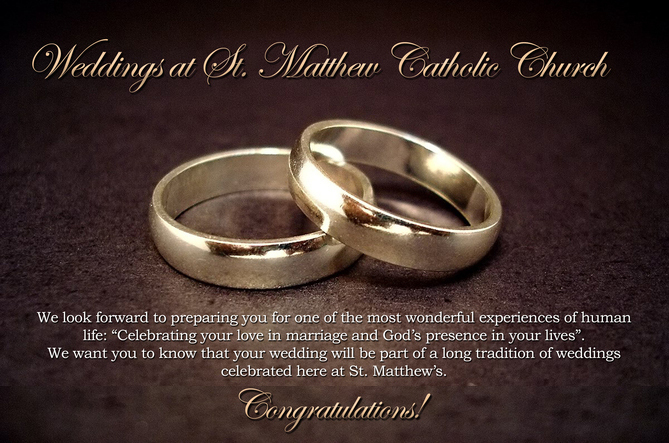 Weddings at St. Matthew Catholic Church
We look forward to preparing you for one of the most wonderful experiences of human
life: “Celebrating your love in marriage and God’s presence in your lives”.
We want you to know that your wedding will be part of a long tradition of weddings
celebrated here at St. Matthew’s.
Congratulations!